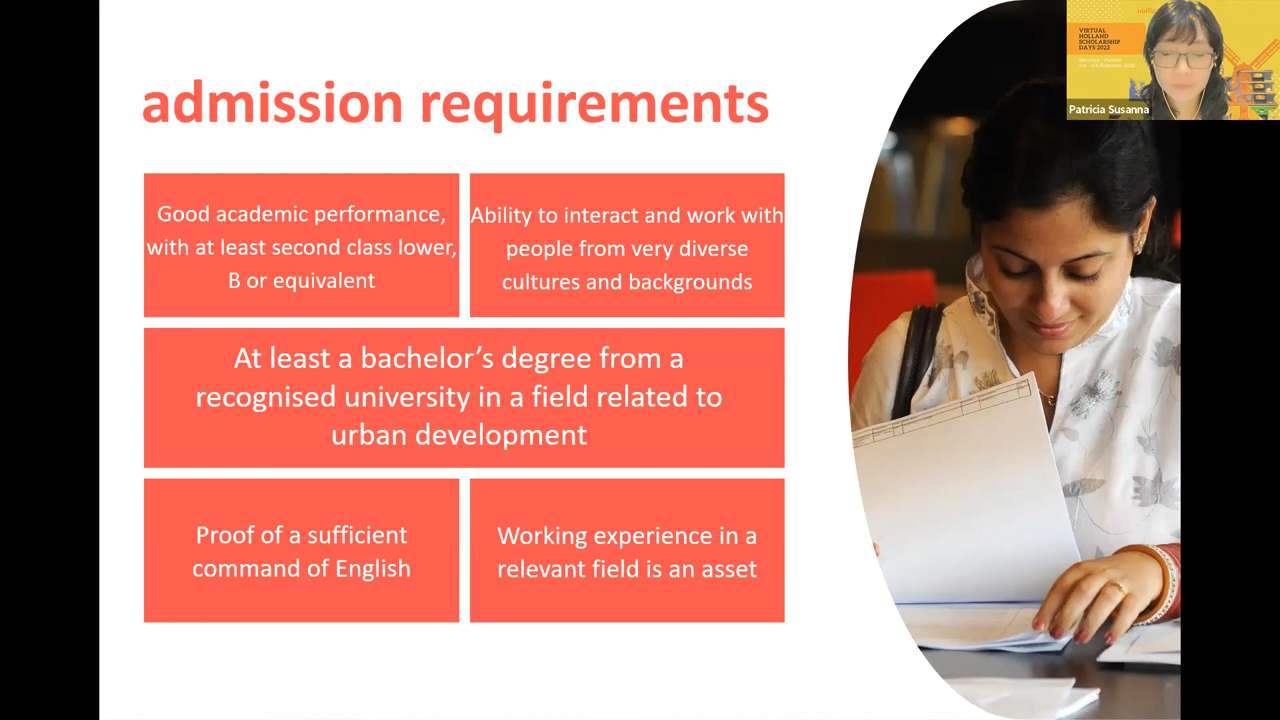 admission requirements
Good academic performance,
with at least second class lower,
B or equivalent
Ability to interact and work with
people from very diverse
cultures and backgrounds
At least a bachelor’s degree from a
recognised university in a field related to
urban development
Proof of a sufficient
command of English
Working experience in a
relevant field is an asset
VIRTUAL
HOLLAND
SCHOLARSHIP
DAYS 2022
Patricia Susanna